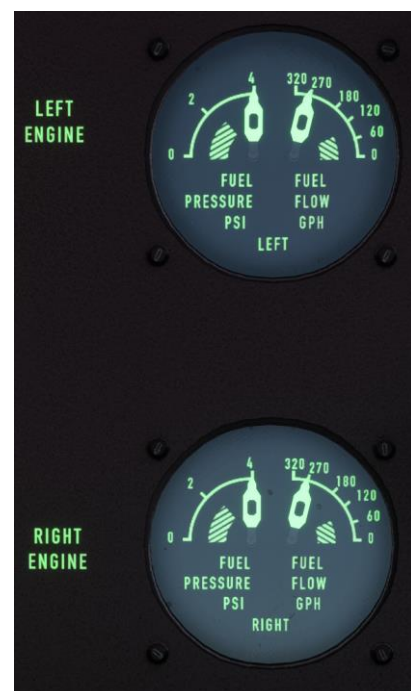 LEFT
ENGINE
0 2 4
320 270 180 120 60 0
FUEL
PRESSURE
PSI
FUEL
FLOW
GPH
LEFT
RIGHT
ENGINE
0 2 4
320 270 180 120 60 0
FUEL
PRESSURE
PSI
FUEL
FLOW
GPH
RIGHT